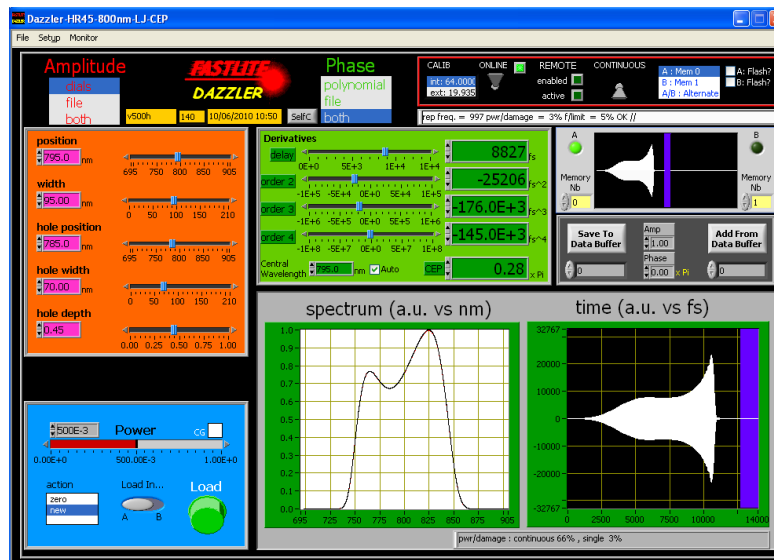 Dazzler-HR45-800nm-LJ-CEP
File Setup Monitor
Amplitude
dials
file
both
FASTLITE
DAZZLER
Phase
polynomial
file
both
v500h 140 10/06/2010 10:50 SelfC
CALIB ONLINE REMOTE CONTINUOUS
int: 64.0000
ext: 19.935
enabled
active
A : Mem 0
B : Mem 1
A/B : Alternate
A: Flash?
B: Flash?
rep freq. = 997 pwr/damage = 3% f/limit = 5% OK //
position
795.0 nm
695 750 800 850 905
width
95.00 nm
0 50 100 150 210
hole position
785.0 nm
695 750 800 850 905
hole width
70.00 nm
0 50 100 150 210
hole depth
0.45
0.00 0.25 0.50 0.75 1.00
Derivatives
delay 8827 fs
0E+0 5E+3 1E+4 1E+4
order 2 -25206 fs^2
-1E+5 -5E+4 0E+0 5E+4 1E+5
order 3 -176.0E+3 fs^3
-1E+6 -5E+5 0E+0 5E+5 1E+6
order 4 -145.0E+3 fs^4
-1E+8 -5E+7 0E+0 5E+7 1E+8
Central Wavelength 795.0 nm Auto CEP 0.28 x Pi
A B
Memory Nb 0
Memory Nb 1
Save To Data Buffer
0
Amp
1.00
Phase
0.00 x Pi
Add From Data Buffer
0
500E-3 Power CG
0.00E+0 500.00E-3 1.00E+0
action
zero
new
Load In...
A B
Load
spectrum (a.u. vs nm)
1.0
0.9
0.8
0.7
0.6
0.5
0.4
0.3
0.2
0.1
0.0
695 725 750 775 800 825 850 875 905
time (a.u. vs fs)
32767
20000
10000
0
-10000
-20000
-32767
0 2500 5000 7500 10000 14000
pwr/damage : continuous 66% , single 3%